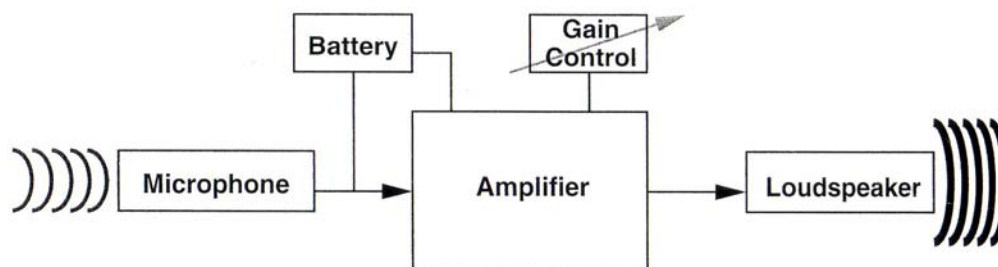 Battery
Gain
Control
Microphone
Amplifier
Loudspeaker